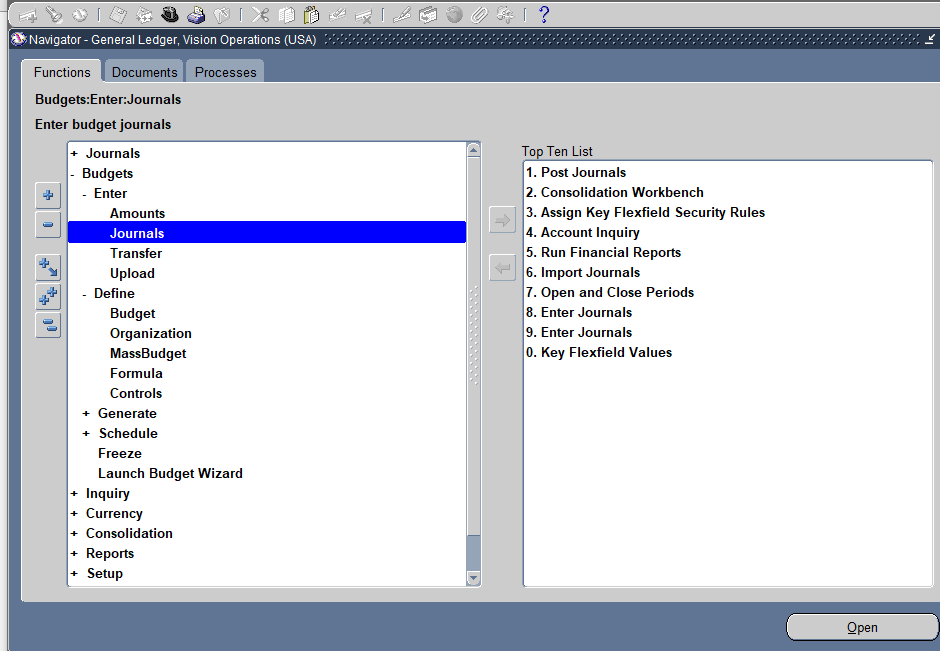 Navigator - General Ledger, Vision Operations (USA)
Functions
Documents
Processes
Budgets:Enter:Journals
Enter budget journals
+ Journals
- Budgets
- Enter
Amounts
Journals
Transfer
Upload
- Define
Budget
Organization
MassBudget
Formula
Controls
+ Generate
+ Schedule
Freeze
Launch Budget Wizard
+ Inquiry
+ Currency
+ Consolidation
+ Reports
+ Setup
Top Ten List
1. Post Journals
2. Consolidation Workbench
3. Assign Key Flexfield Security Rules
4. Account Inquiry
5. Run Financial Reports
6. Import Journals
7. Open and Close Periods
8. Enter Journals
9. Enter Journals
0. Key Flexfield Values
Open